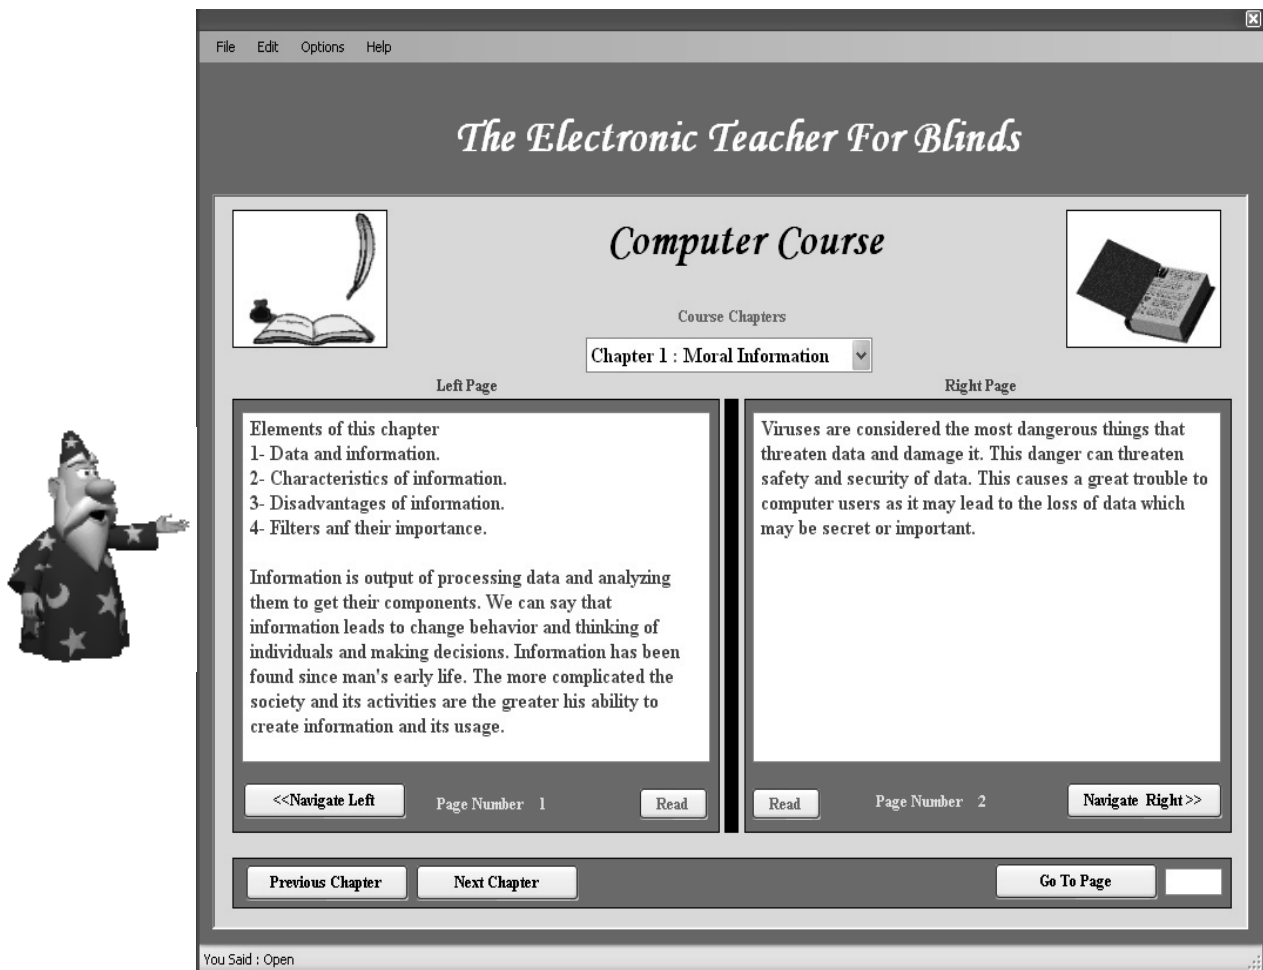 File Edit Options Help
The Electronic Teacher For Blinds
Computer Course
Course Chapters
Chapter 1 : Moral Information
Left Page
Right Page
Elements of this chapter
1- Data and information.
2- Characteristics of information.
3- Disadvantages of information.
4- Filters anf their importance.
Information is output of processing data and analyzing
them to get their components. We can say that
information leads to change behavior and thinking of
individuals and making decisions. Information has been
found since man's early life. The more complicated the
society and its activities are the greater his ability to
create information and its usage.
Viruses are considered the most dangerous things that
threaten data and damage it. This danger can threaten
safety and security of data. This causes a great trouble to
computer users as it may lead to the loss of data which
may be secret or important.
<<Navigate Left Page Number 1 Read
Read Page Number 2 Navigate Right>>
Previous Chapter Next Chapter Go To Page
You Said : Open